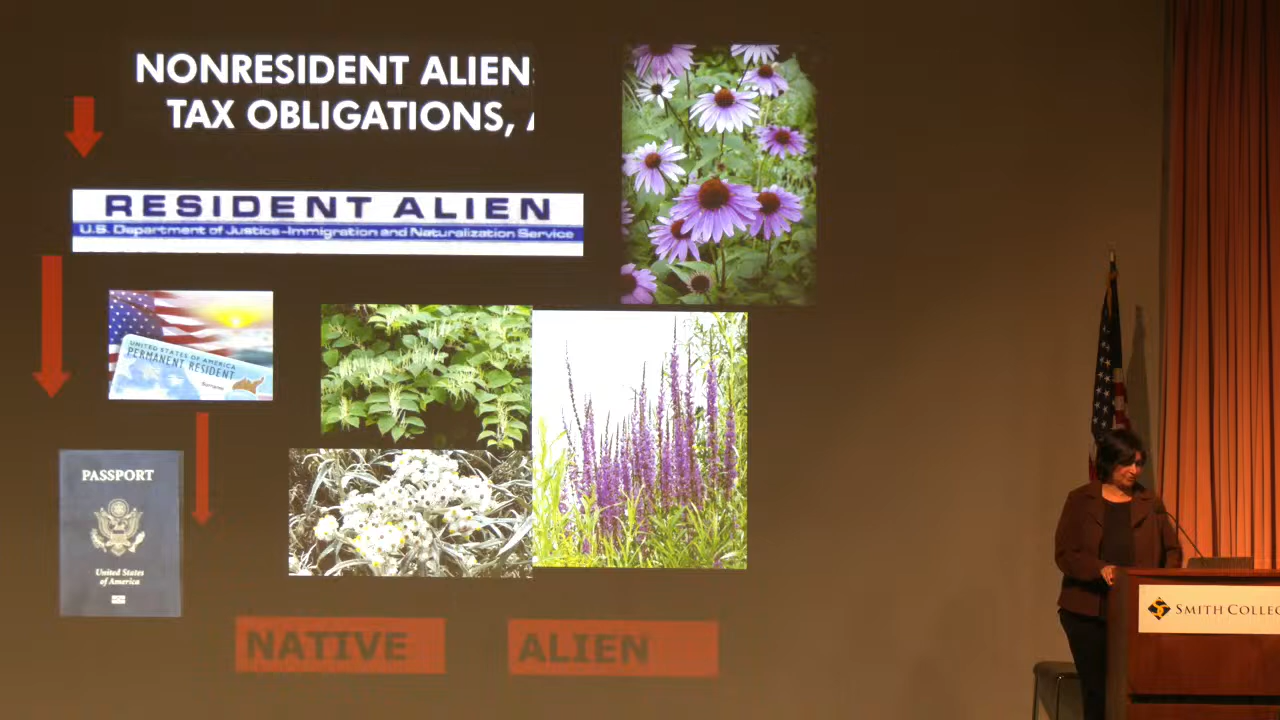 NONRESIDENT ALIEN
TAX OBLIGATIONS,
RESIDENT ALIEN
U.S. Department of Justice-Immigration and Naturalization Service
UNITED STATES OF AMERICA
PERMANENT RESIDENT
PASSPORT
United States
of America
NATIVE
ALIEN
SMITH COLLEG